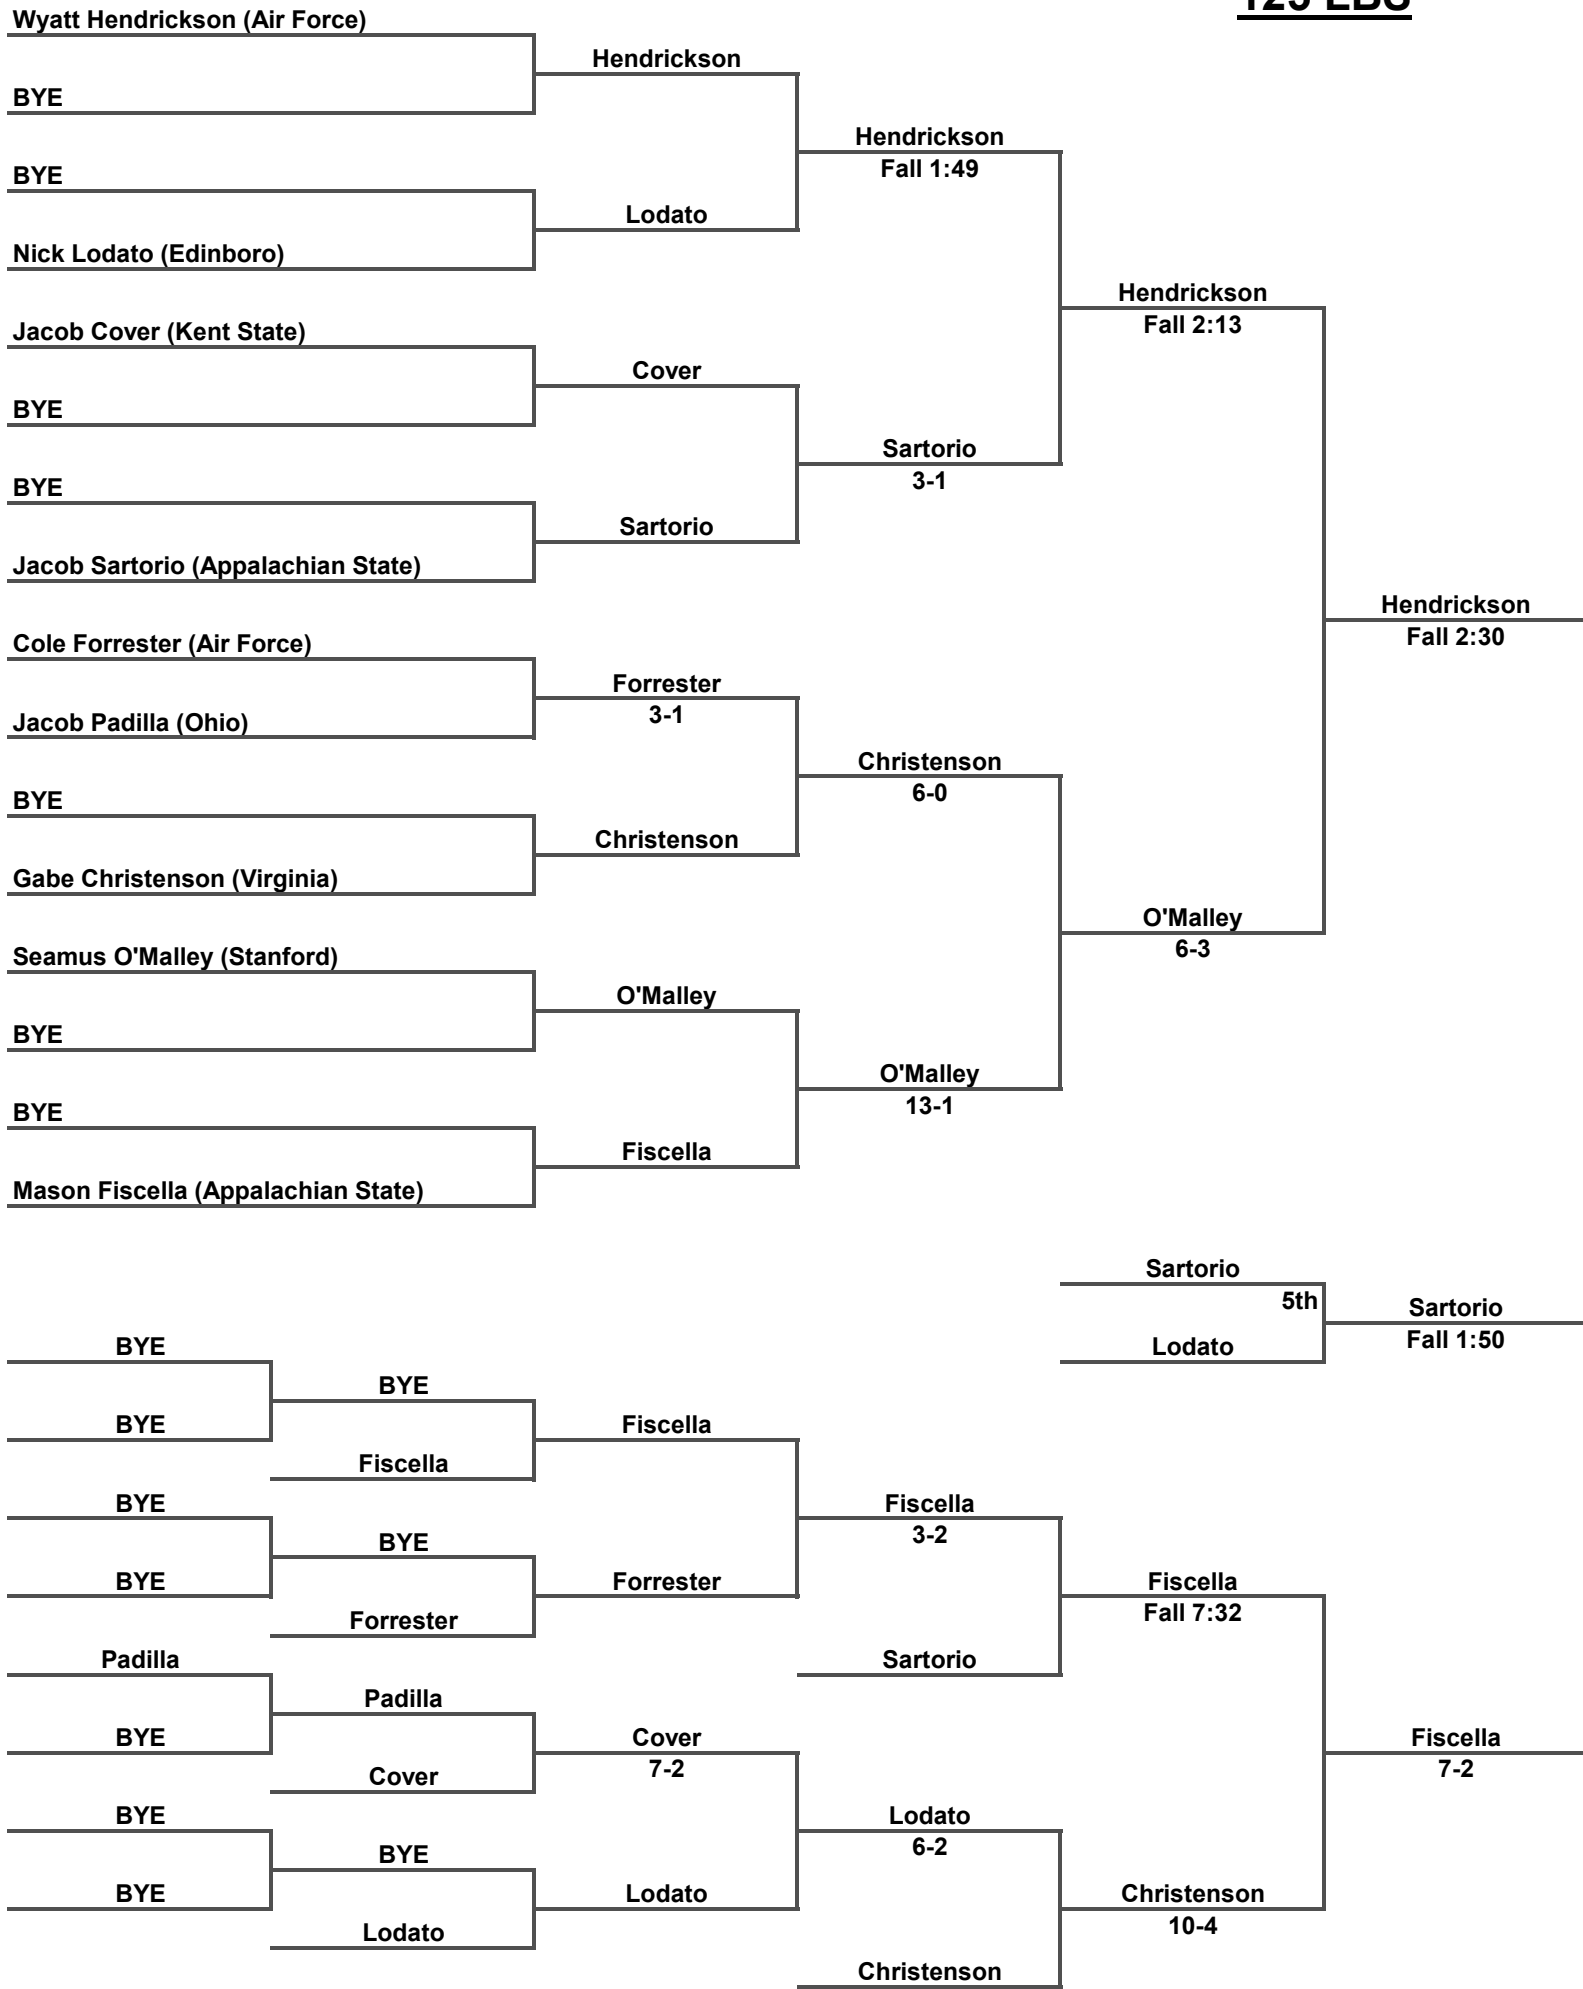 125 LBS
Wyatt Hendrickson (Air Force)
Hendrickson
BYE
Hendrickson
Fall 1:49
BYE
Lodato
Nick Lodato (Edinboro)
Hendrickson
Fall 2:13
Jacob Cover (Kent State)
Cover
BYE
Sartorio
3-1
BYE
Sartorio
Jacob Sartorio (Appalachian State)
Hendrickson
Fall 2:30
Cole Forrester (Air Force)
Forrester
3-1
Jacob Padilla (Ohio)
Christenson
6-0
BYE
Christenson
Gabe Christenson (Virginia)
O'Malley
6-3
Seamus O'Malley (Stanford)
O'Malley
BYE
O'Malley
13-1
BYE
Fiscella
Mason Fiscella (Appalachian State)
Sartorio
5th
Sartorio
Fall 1:50
Lodato
BYE
BYE
BYE
Fiscella
Fiscella
BYE
Fiscella
3-2
BYE
BYE
Forrester
Fiscella
Fall 7:32
Forrester
Sartorio
Padilla
Padilla
BYE
Cover
7-2
Fiscella
7-2
Cover
BYE
Lodato
6-2
BYE
BYE
Lodato
Christenson
10-4
Lodato
Christenson